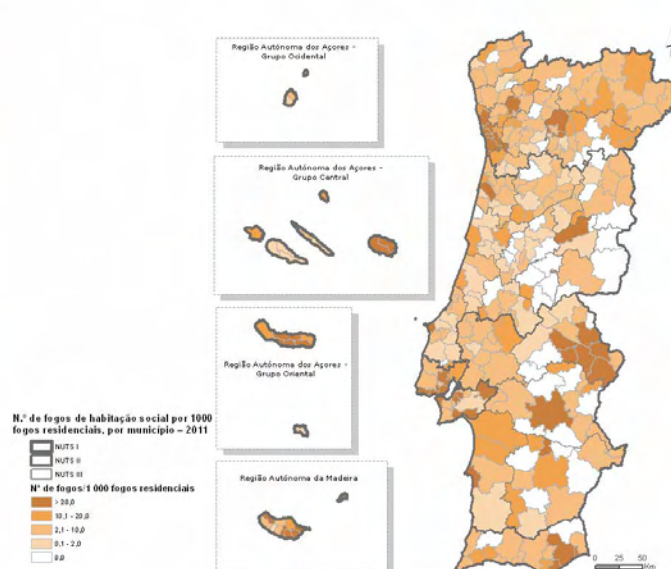 Região Autónoma dos Açores -
Grupo Ocidental
Região Autónoma dos Açores -
Grupo Central
Região Autónoma dos Açores -
Grupo Oriental
N.º de fogos de habitação social por 1000
fogos residenciais, por município – 2011
NUTS I
NUTS II
NUTS III
Nº de fogos/1 000 fogos residenciais
> 20,0
10,1 - 20,0
2,1 - 10,0
0,1 - 2,0
0,0
Região Autónoma da Madeira
0 25 50
Km